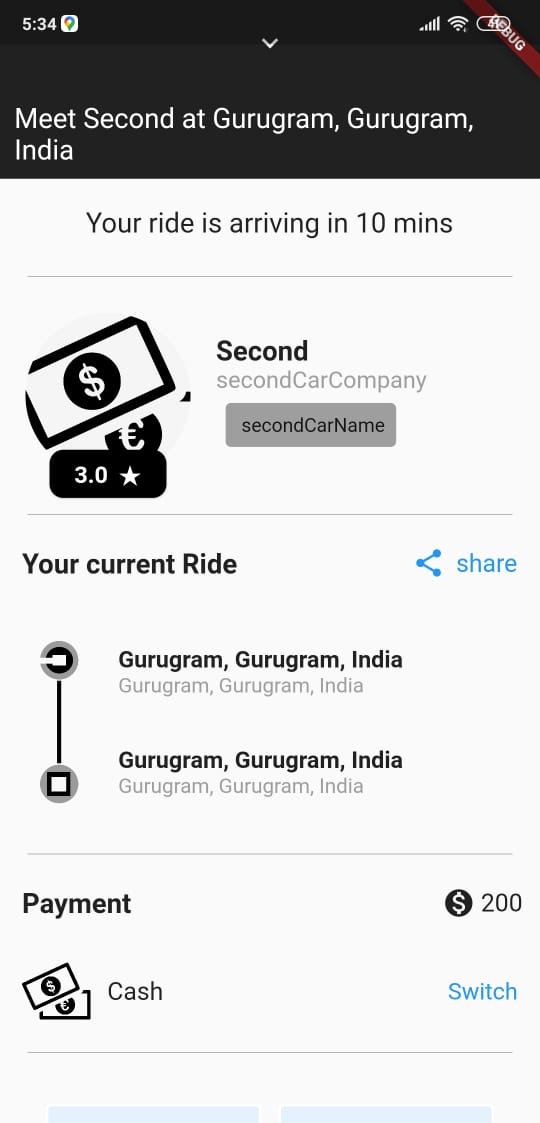 5:34
DEBUG
Meet Second at Gurugram, Gurugram,
India
Your ride is arriving in 10 mins
$
€
3.0 ★
Second
secondCarCompany
secondCarName
Your current Ride
share
Gurugram, Gurugram, India
Gurugram, Gurugram, India
Gurugram, Gurugram, India
Gurugram, Gurugram, India
Payment
$ 200
$
€
Cash
Switch